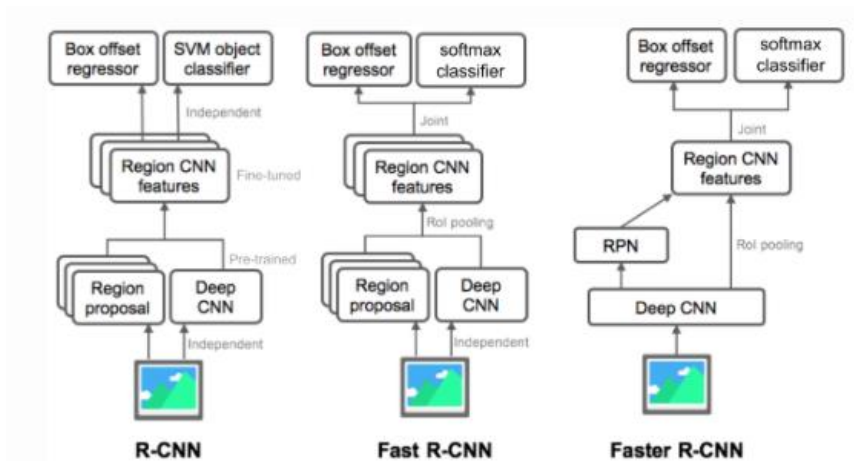 Box offset
regressor
SVM object
classifier
Independent
Region CNN
features
Fine-tuned
Pre-trained
Region
proposal
Deep
CNN
Independent
R-CNN
Box offset
regressor
softmax
classifier
Joint
Region CNN
features
RoI pooling
Region
proposal
Deep
CNN
Independent
Fast R-CNN
Box offset
regressor
softmax
classifier
Joint
Region CNN
features
RPN
RoI pooling
Deep CNN
Faster R-CNN